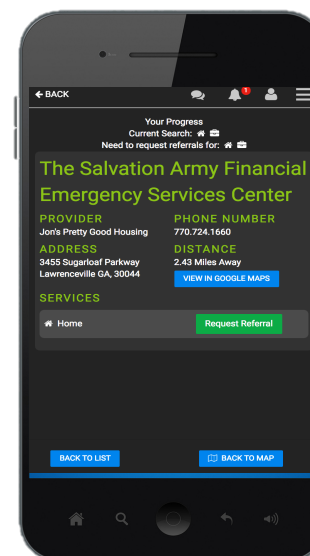 BACK
1
Your Progress
Current Search:
Need to request referrals for:
The Salvation Army Financial
Emergency Services Center
PROVIDER
Jon's Pretty Good Housing
PHONE NUMBER
770.724.1660
ADDRESS
3455 Sugarloaf Parkway
Lawrenceville GA, 30044
DISTANCE
2.43 Miles Away
VIEW IN GOOGLE MAPS
SERVICES
Home
Request Referral
BACK TO LIST
BACK TO MAP